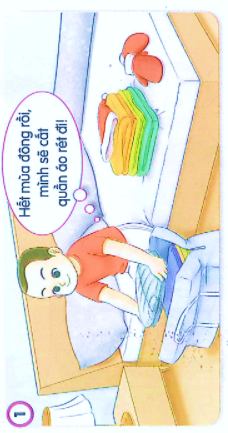 1
Hết mùa đông rồi,
mình sẽ cất
quần áo rét đi!